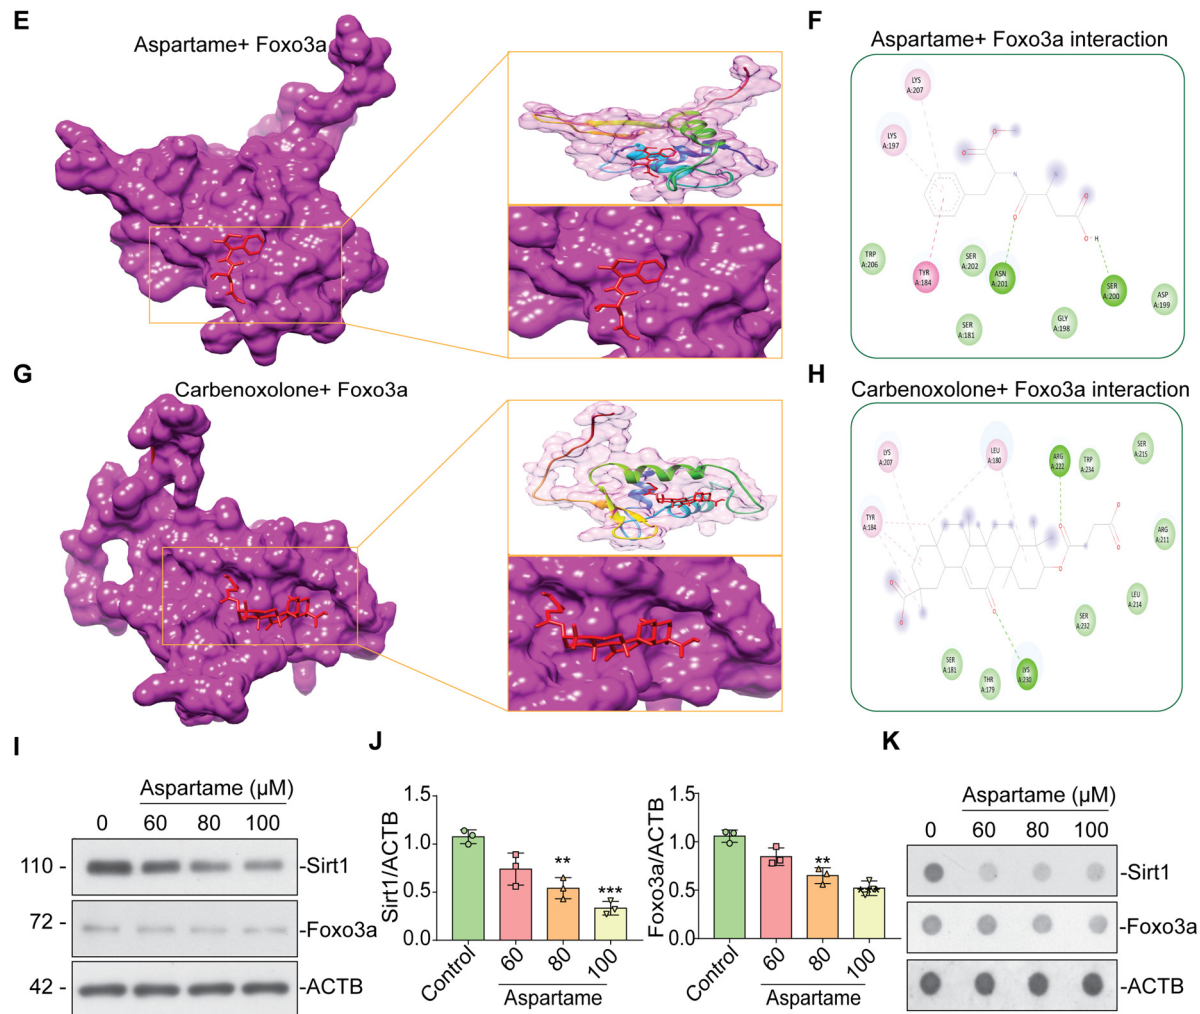 E
Aspartame+ Foxo3a
F
Aspartame+ Foxo3a interaction
LYS
A:207
LYS
A:197
TRP
A:206
TYR
A:184
SER
A:202
ASN
A:201
SER
A:181
GLY
A:198
SER
A:200
ASP
A:199
O
O
N
O
O
O
H
G
Carbenoxolone+ Foxo3a
H
Carbenoxolone+ Foxo3a interaction
LYS
A:207
LEU
A:180
ARG
A:222
TRP
A:234
SER
A:215
TYR
A:184
ARG
A:211
LEU
A:214
SER
A:232
SER
A:181
THR
A:179
LYS
A:230
I
Aspartame (µM)
0 60 80 100
110 - -Sirt1
72 - -Foxo3a
42 - -ACTB
J
Sirt1/ACTB
1.5
1.0
0.5
0.0
**
***
Control
60
80
100
Aspartame
Foxo3a/ACTB
1.5
1.0
0.5
0.0
**
***
Control
60
80
100
Aspartame
K
Aspartame (µM)
0 60 80 100
-Sirt1
-Foxo3a
-ACTB